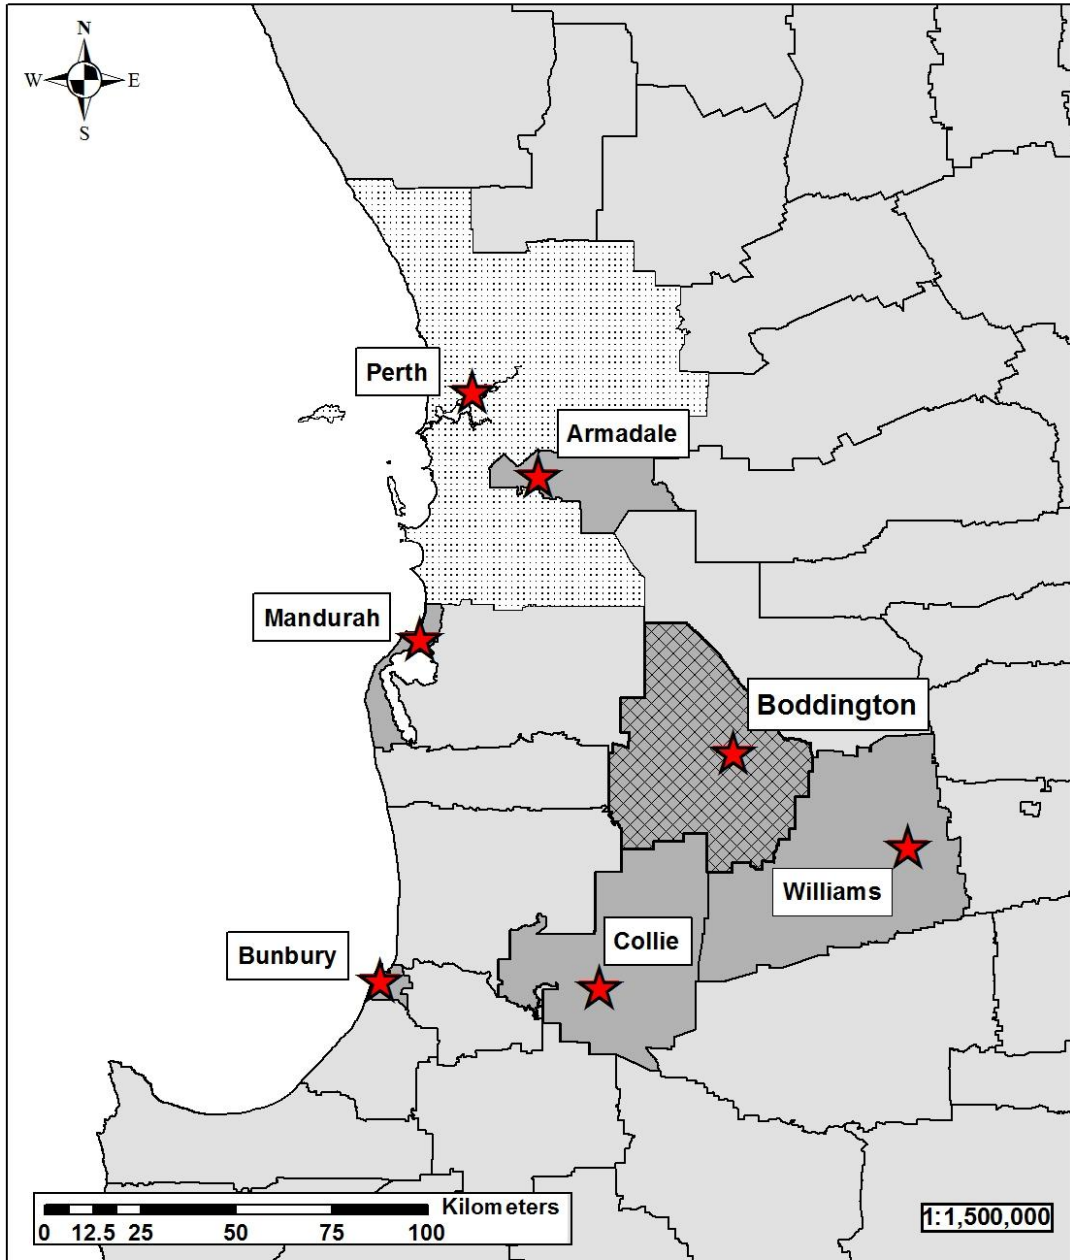 N
W E
S
Perth
Armadale
Mandurah
Boddington
Williams
Collie
Bunbury
Kilometers
0 12.5 25 50 75 100
1:1,500,000